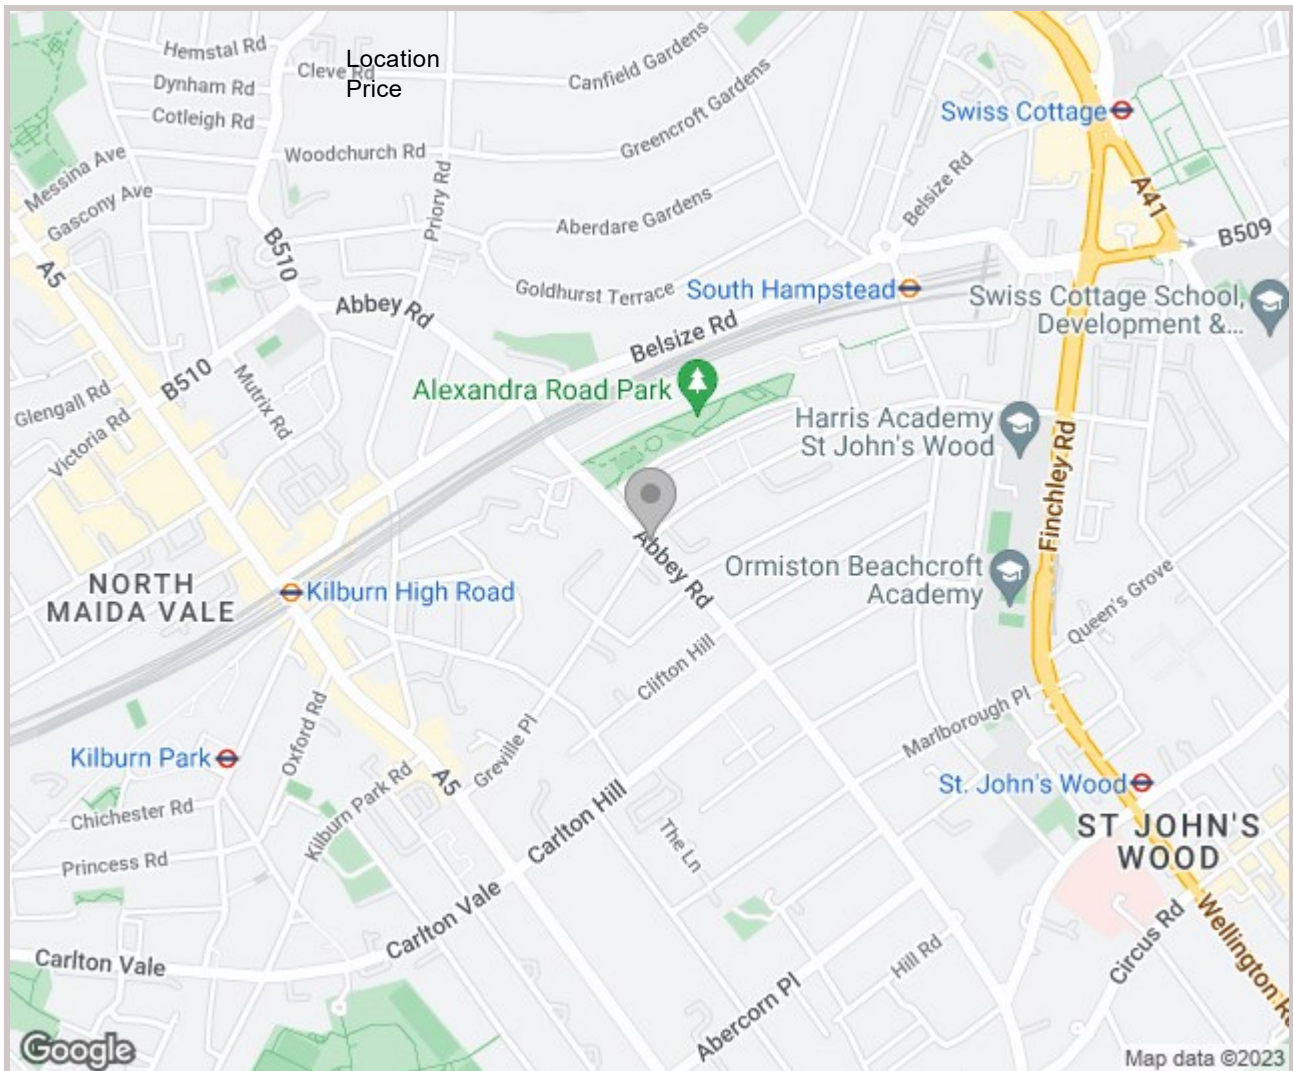 Hemstal Rd
Location
Price
Cleve Rd
Canfield Gardens
Dynham Rd
Cotleigh Rd
Greencroft Gardens
Swiss Cottage
Messina Ave
Woodchurch Rd
Gascony Ave
Priory Rd
Belsize Rd
A41
Aberdare Gardens
B509
B510
A5
Goldhurst Terrace
South Hampstead
Swiss Cottage School,
Development &...
Abbey Rd
Belsize Rd
B510
Mutrix Rd
Alexandra Road Park
Glengall Rd
Victoria Rd
Harris Academy
St John's Wood
Finchley Rd
Abbey Rd
Ormiston Beachcroft
Academy
NORTH
MAIDA VALE
Kilburn High Road
Queen's Grove
Clifton Hill
Oxford Rd
Greville Pl
Marlborough Pl
Kilburn Park
A5
St. John's Wood
Chichester Rd
Kilburn Park Rd
Carlton Hill
The Ln
ST JOHN'S
WOOD
Princess Rd
Carlton Vale
Carlton Vale
Hill Rd
Circus Rd
Wellington Rd
Abercorn Pl
Google
Map data ©2023